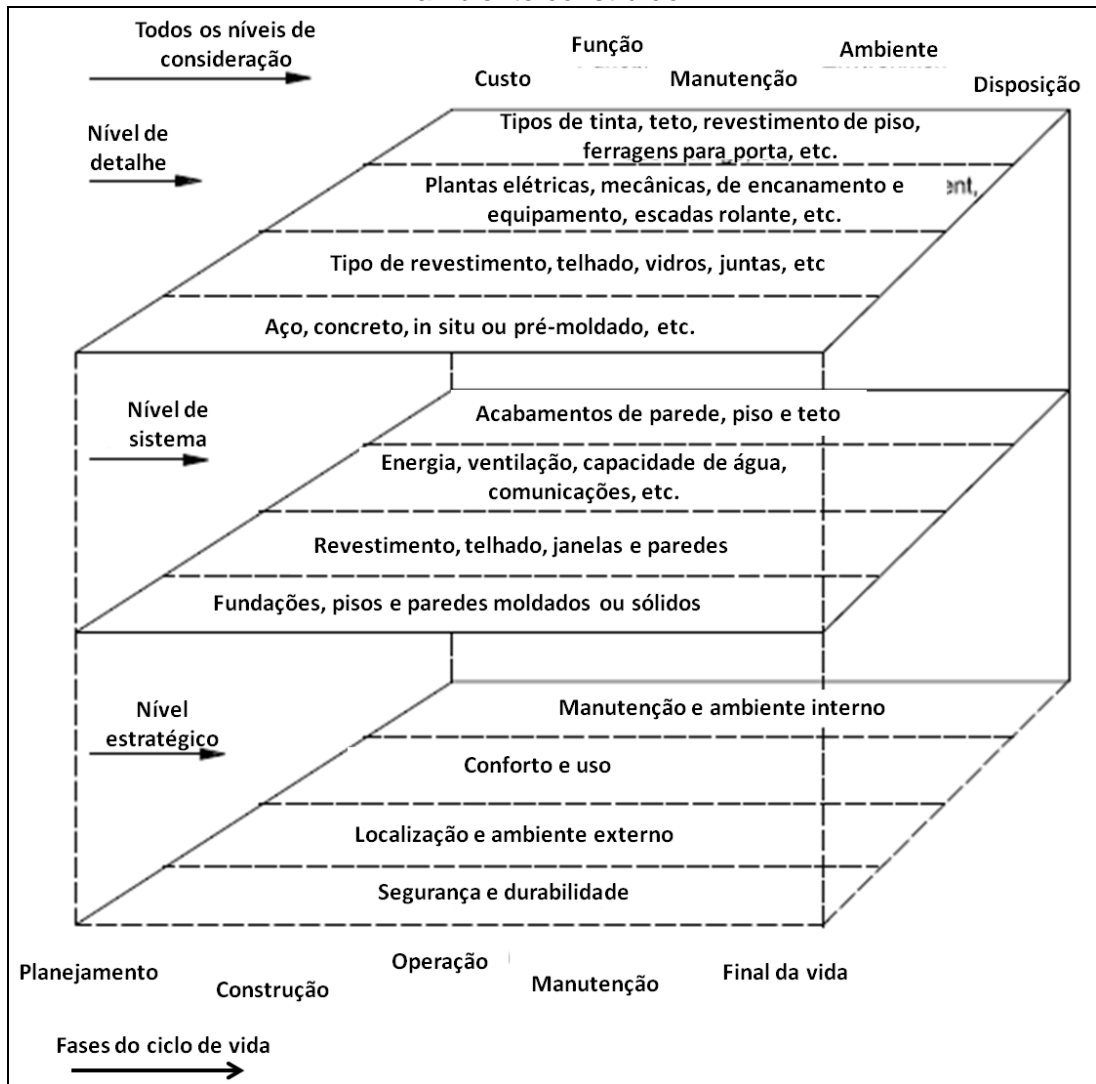 Todos os níveis de
consideração
Função
Ambiente
Custo
Manutenção
Disposição
Nível de
detalhe
Tipos de tinta, teto, revestimento de piso,
ferragens para porta, etc.
Plantas elétricas, mecânicas, de encanamento e
equipamento, escadas rolante, etc.
Tipo de revestimento, telhado, vidros, juntas, etc
Aço, concreto, in situ ou pré-moldado, etc.
Nível de
sistema
Acabamentos de parede, piso e teto
Energia, ventilação, capacidade de água,
comunicações, etc.
Revestimento, telhado, janelas e paredes
Fundações, pisos e paredes moldados ou sólidos
Nível
estratégico
Manutenção e ambiente interno
Conforto e uso
Localização e ambiente externo
Segurança e durabilidade
Planejamento
Construção
Operação
Manutenção
Final da vida
Fases do ciclo de vida